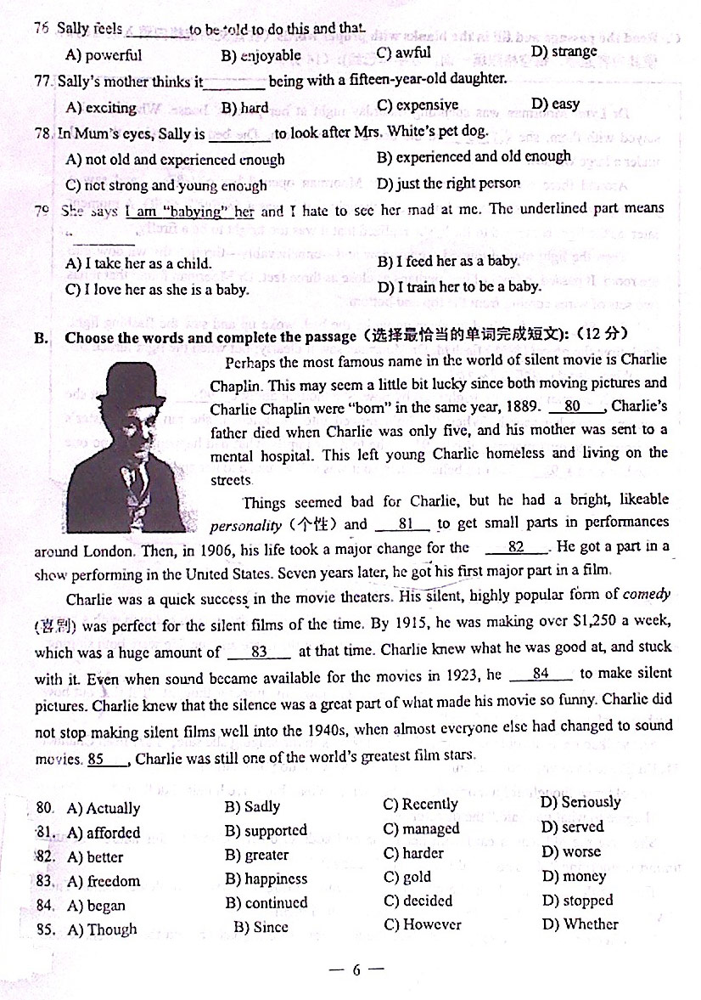 76 Sally feels ________to be told to do this and that.
A) powerful B) enjoyable C) awful D) strange
77. Sally's mother thinks it________ being with a fifteen-year-old daughter.
A) exciting B) hard C) expensive D) easy
78. In Mum's eyes, Sally is ________ to look after Mrs. White's pet dog.
A) not old and experienced enough B) experienced and old enough
C) not strong and young enough D) just the right person
79 She says I am "babying" her and I hate to see her mad at me. The underlined part means
________
A) I take her as a child. B) I feed her as a baby.
C) I love her as she is a baby. D) I train her to be a baby.
B. Choose the words and complete the passage (选择最恰当的单词完成短文): (12 分)
Perhaps the most famous name in the world of silent movie is Charlie
Chaplin. This may seem a little bit lucky since both moving pictures and
Charlie Chaplin were "born" in the same year, 1889. __80__, Charlie's
father died when Charlie was only five, and his mother was sent to a
mental hospital. This left young Charlie homeless and living on the
streets.
Things seemed bad for Charlie, but he had a bright, likeable
personality (个性) and __81__ to get small parts in performances
around London. Then, in 1906, his life took a major change for the __82__. He got a part in a
show performing in the United States. Seven years later, he got his first major part in a film.
Charlie was a quick success in the movie theaters. His silent, highly popular form of comedy
(喜剧) was perfect for the silent films of the time. By 1915, he was making over $1,250 a week,
which was a huge amount of __83__ at that time. Charlie knew what he was good at, and stuck
with it. Even when sound became available for the movies in 1923, he __84__ to make silent
pictures. Charlie knew that the silence was a great part of what made his movie so funny. Charlie did
not stop making silent films well into the 1940s, when almost everyone else had changed to sound
movies. 85__, Charlie was still one of the world's greatest film stars.
80. A) Actually B) Sadly C) Recently D) Seriously
81. A) afforded B) supported C) managed D) served
82. A) better B) greater C) harder D) worse
83. A) freedom B) happiness C) gold D) money
84. A) began B) continued C) decided D) stopped
85. A) Though B) Since C) However D) Whether
— 6 —